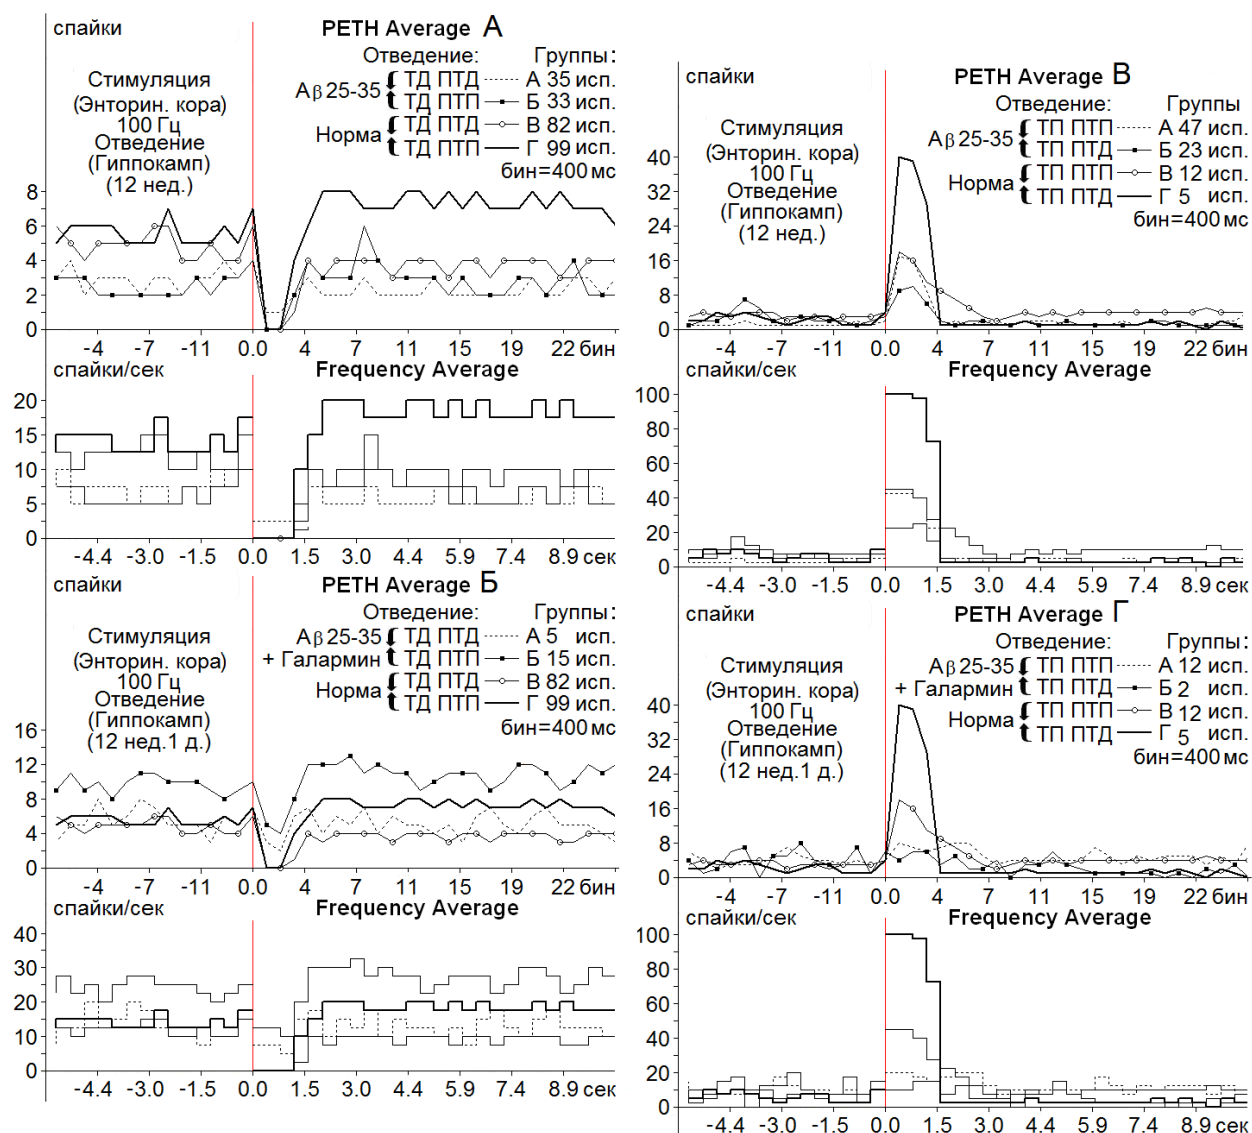 спайки
PETH Average А
Отведение: Группы:
Стимуляция
(Энторин. кора)
100 Гц
Отведение
(Гиппокамп)
(12 нед.)
Aβ 25-35
ТД ПТД А 35 исп.
ТД ПТП Б 33 исп.
Норма
ТД ПТД В 82 исп.
ТД ПТП Г 99 исп.
бин=400 мс
8
6
4
2
0
-4 -7 -11 0.0 4 7 11 15 19 22 бин
спайки/сек
Frequency Average
20
15
10
5
0
-4.4 -3.0 -1.5 0.0 1.5 3.0 4.4 5.9 7.4 8.9 сек
спайки
PETH Average Б
Отведение: Группы:
Стимуляция
(Энторин. кора)
100 Гц
Отведение
(Гиппокамп)
(12 нед.1 д.)
Aβ 25-35
+ Галармин
ТД ПТД А 5 исп.
ТД ПТП Б 15 исп.
Норма
ТД ПТД В 82 исп.
ТД ПТП Г 99 исп.
бин=400 мс
16
12
8
4
0
-4 -7 -11 0.0 4 7 11 15 19 22 бин
спайки/сек
Frequency Average
40
30
20
10
0
-4.4 -3.0 -1.5 0.0 1.5 3.0 4.4 5.9 7.4 8.9 сек
спайки
PETH Average В
Отведение: Группы
Стимуляция
(Энторин. кора)
100 Гц
Отведение
(Гиппокамп)
(12 нед.)
Aβ 25-35
ТП ПТП А 47 исп.
ТП ПТД Б 23 исп.
Норма
ТП ПТП В 12 исп.
ТП ПТД Г 5 исп.
бин=400 мс
40
32
24
16
8
0
-4 -7 -11 0.0 4 7 11 15 19 22 бин
спайки/сек
Frequency Average
100
80
60
40
20
0
-4.4 -3.0 -1.5 0.0 1.5 3.0 4.4 5.9 7.4 8.9 сек
спайки
PETH Average Г
Отведение: Группы:
Стимуляция
(Энторин. кора)
100 Гц
Отведение
(Гиппокамп)
(12 нед.1 д.)
Aβ 25-35
+ Галармин
ТП ПТП А 12 исп.
ТП ПТД Б 2 исп.
Норма
ТП ПТП В 12 исп.
ТП ПТД Г 5 исп.
бин=400 мс
40
32
24
16
8
0
-4 -7 -11 0.0 4 7 11 15 19 22 бин
спайки/сек
Frequency Average
100
80
60
40
20
0
-4.4 -3.0 -1.5 0.0 1.5 3.0 4.4 5.9 7.4 8.9 сек